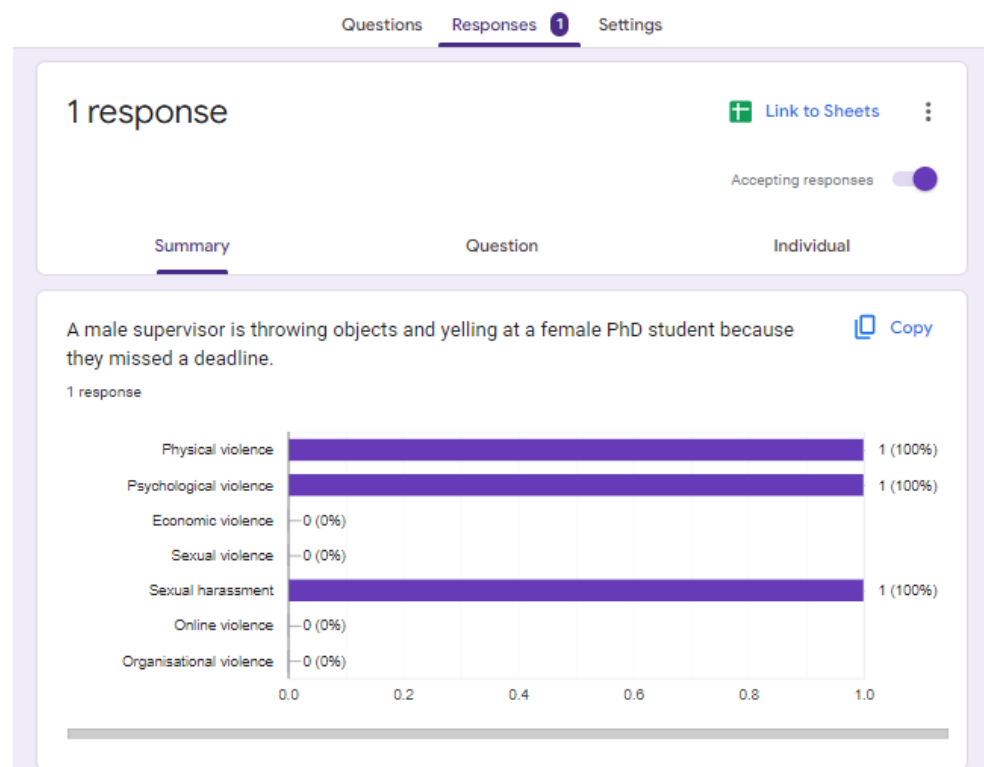 Questions Responses 1 Settings
1 response
Link to Sheets
Accepting responses
Summary Question Individual
A male supervisor is throwing objects and yelling at a female PhD student because
they missed a deadline.
Copy
1 response
Physical violence 1 (100%)
Psychological violence 1 (100%)
Economic violence 0 (0%)
Sexual violence 0 (0%)
Sexual harassment 1 (100%)
Online violence 0 (0%)
Organisational violence 0 (0%)
0.0 0.2 0.4 0.6 0.8 1.0